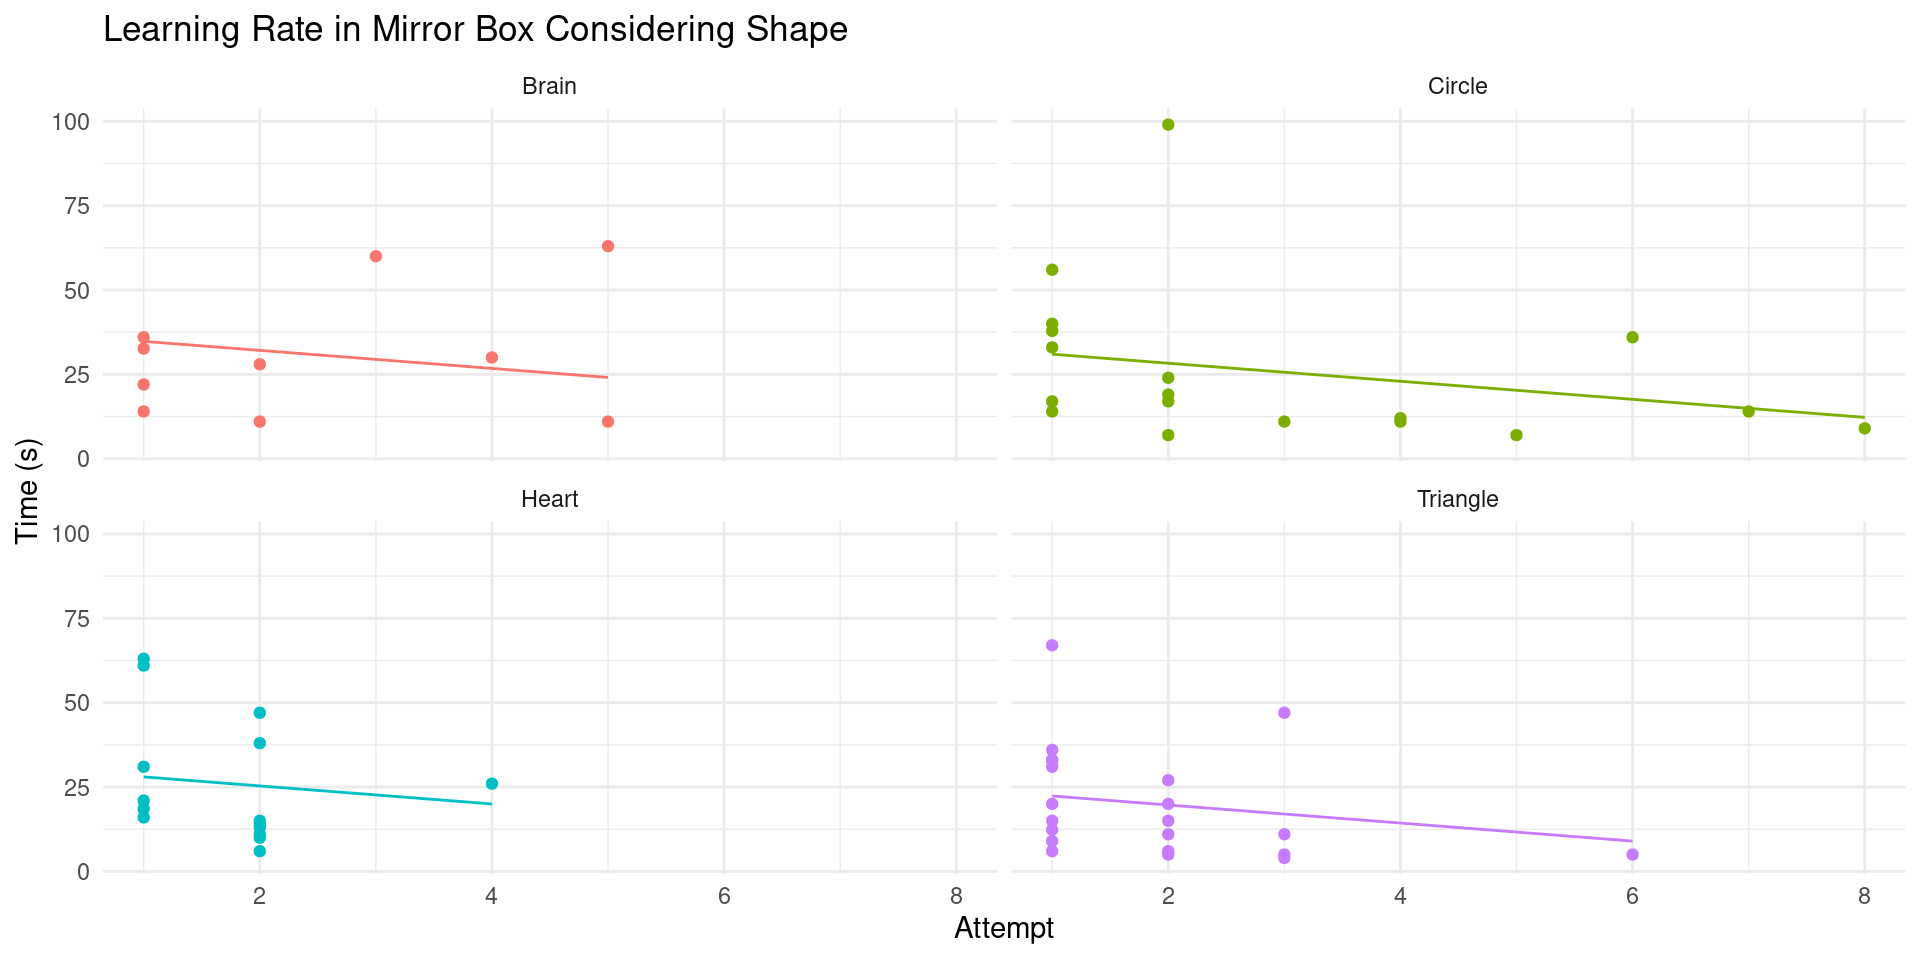 Learning Rate in Mirror Box Considering Shape
Brain
Circle
100
75
50
25
0
Heart
Triangle
100
75
50
25
0
2 4 6 8
2 4 6 8
Time (s)
Attempt